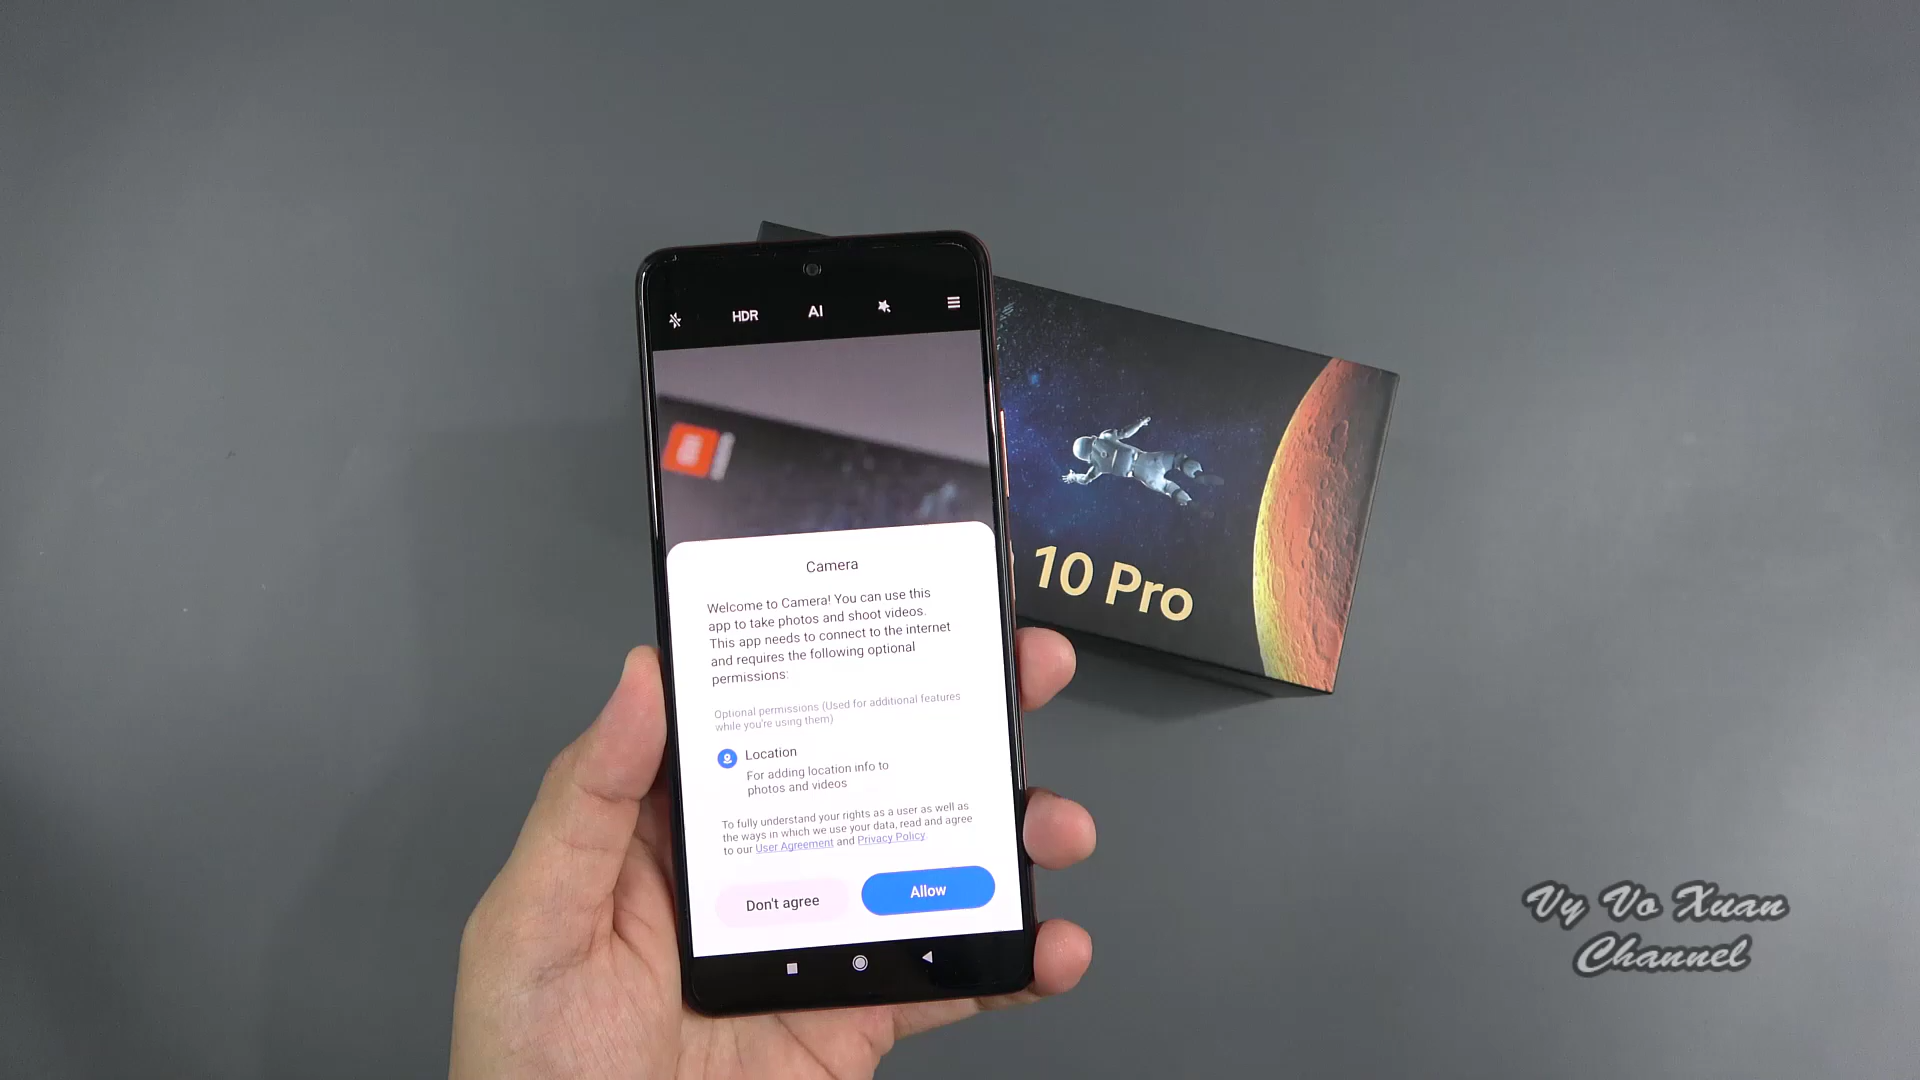 HDR
AI
Camera
Welcome to Camera! You can use this
app to take photos and shoot videos.
This app needs to connect to the internet
and requires the following optional
permissions:
Optional permissions (Used for additional features
while you're using them)
Location
For adding location info to
photos and videos
To fully understand your rights as a user as well as
the ways in which we use your data, read and agree
to our User Agreement and Privacy Policy.
Don't agree
Allow
10 Pro
Vy Vo Xuan
Channel